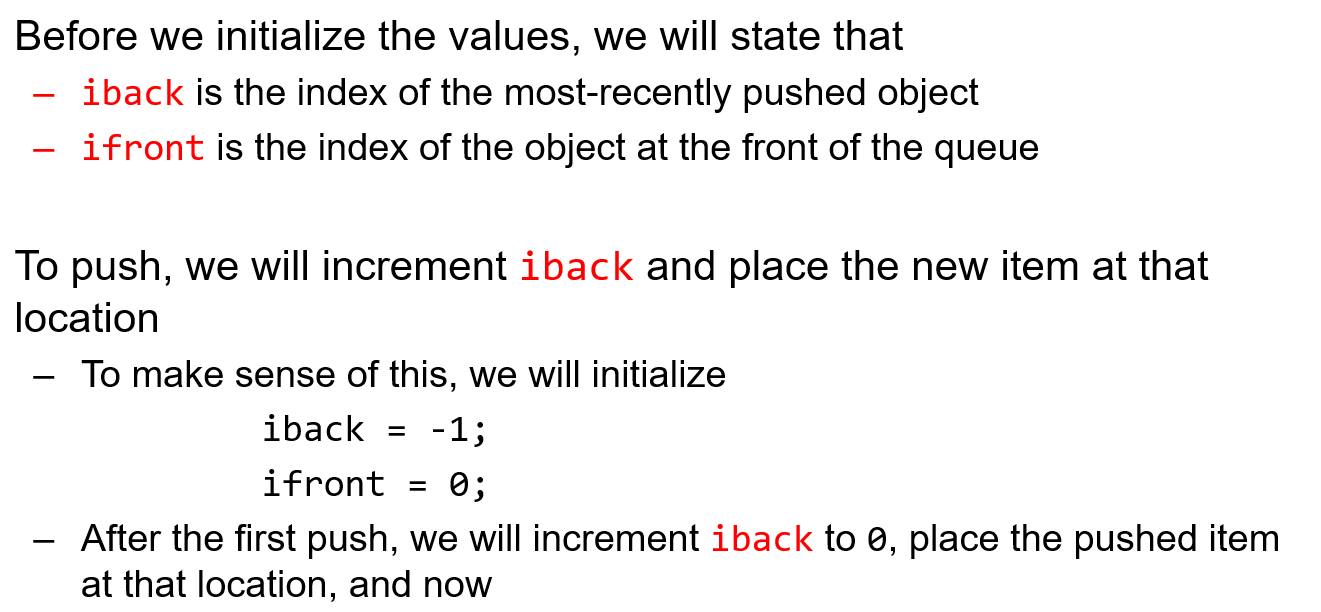 Before we initialize the values, we will state that
– iback is the index of the most-recently pushed object
– ifront is the index of the object at the front of the queue
To push, we will increment iback and place the new item at that
location
– To make sense of this, we will initialize
iback = -1;
ifront = 0;
– After the first push, we will increment iback to 0, place the pushed item
at that location, and now